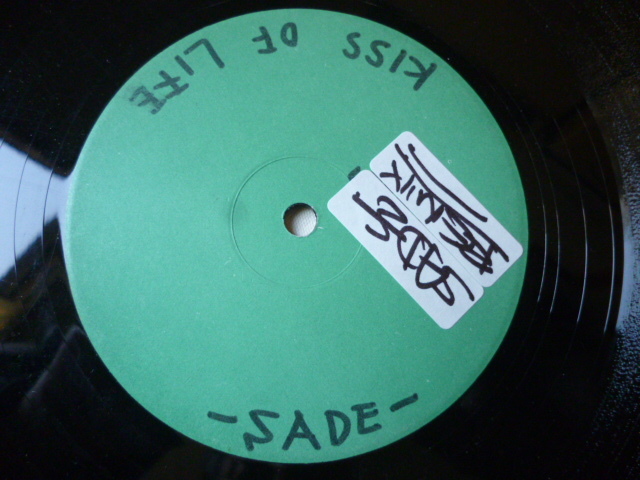 KISS OF LIFE
SADE
REMIX
-SADE-